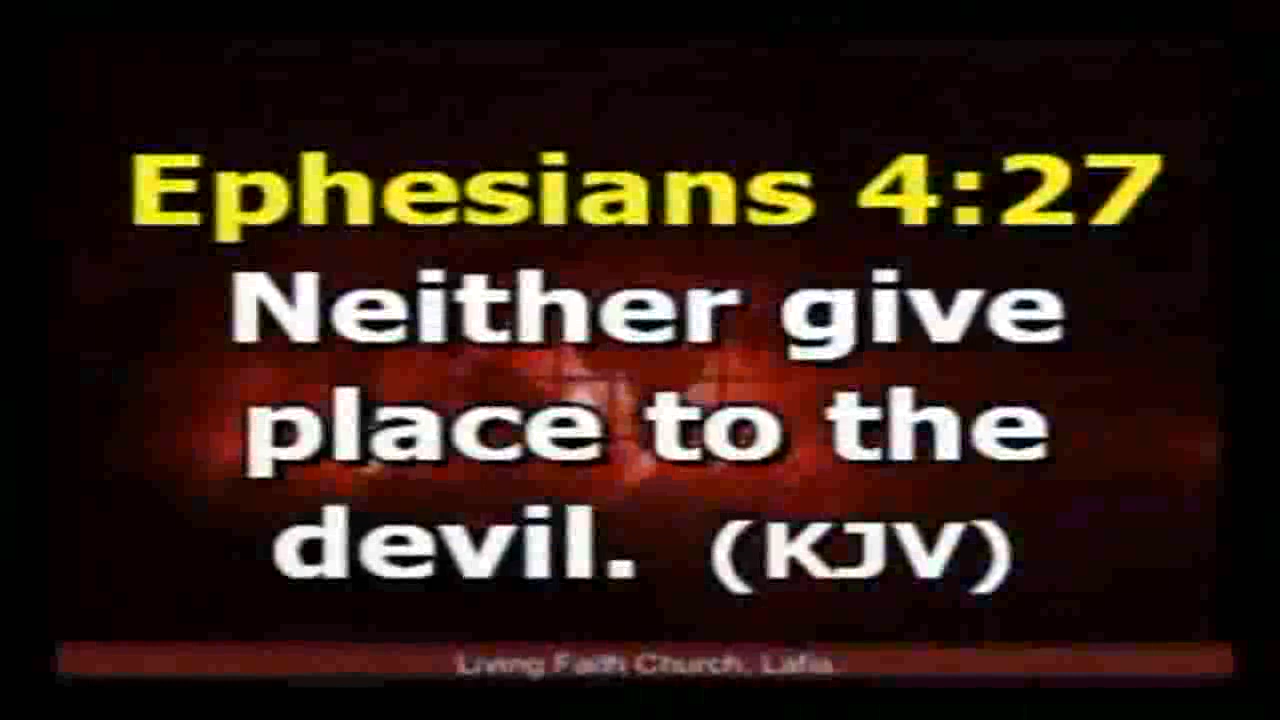 Ephesians 4:27
Neither give
place to the
devil. (KJV)
Living Faith Church, Lafia